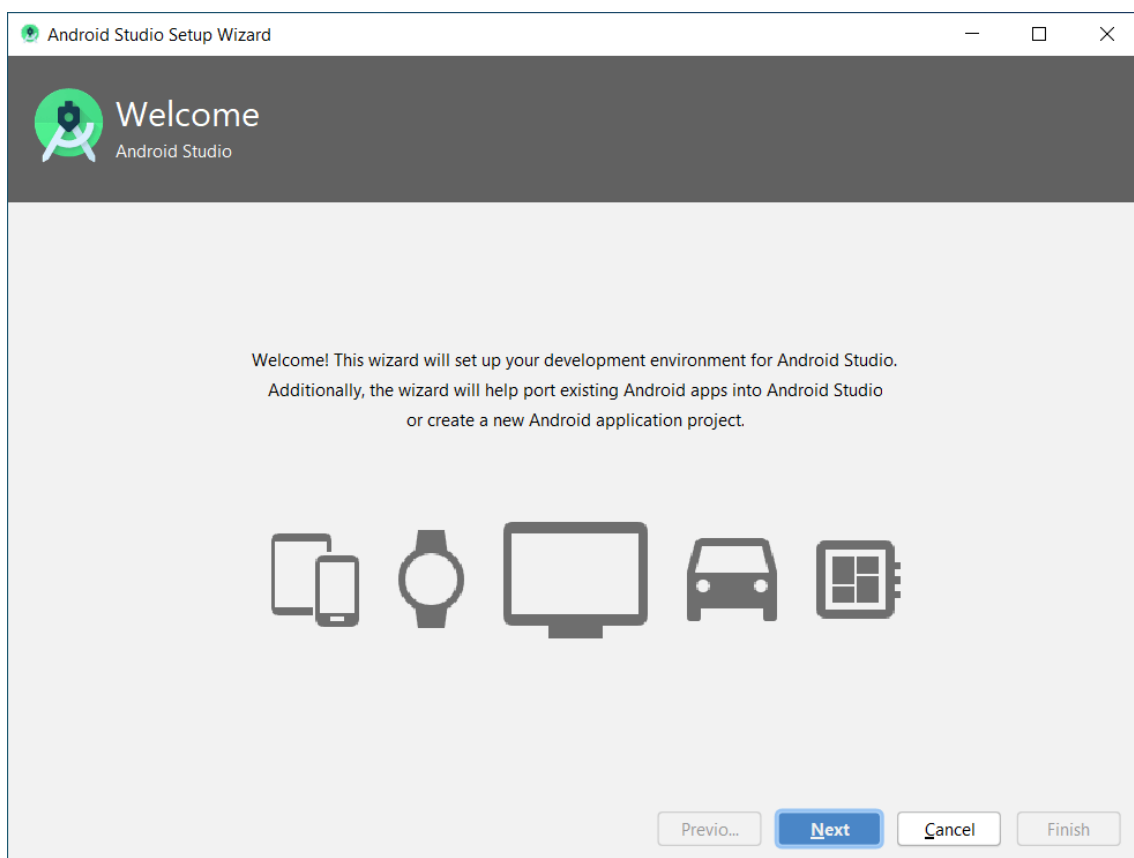 Android Studio Setup Wizard
Welcome
Android Studio
Welcome! This wizard will set up your development environment for Android Studio.
Additionally, the wizard will help port existing Android apps into Android Studio
or create a new Android application project.
Previo... Next Cancel Finish